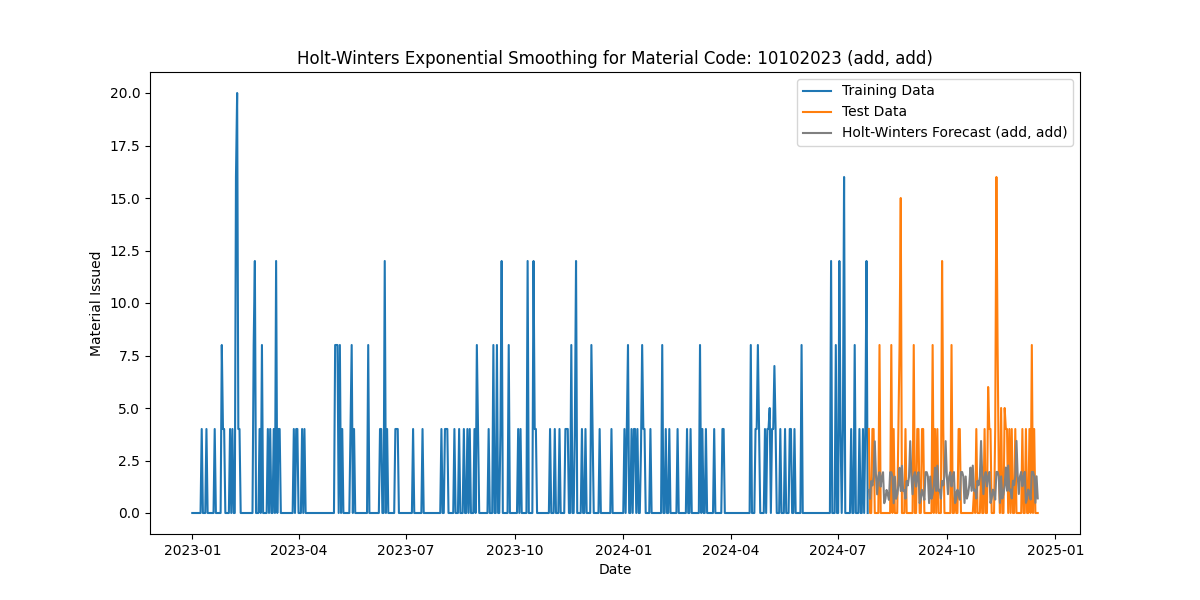 Holt-Winters Exponential Smoothing for Material Code: 10102023 (add, add)
Training Data
Test Data
Holt-Winters Forecast (add, add)
20.0
17.5
15.0
12.5
10.0
7.5
5.0
2.5
0.0
Material Issued
2023-01 2023-04 2023-07 2023-10 2024-01 2024-04 2024-07 2024-10 2025-01
Date